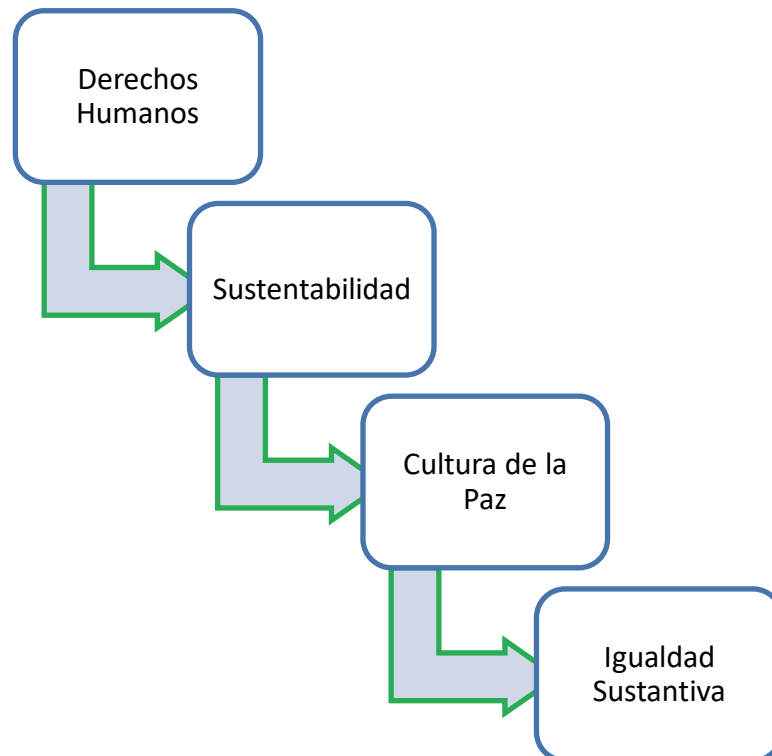 Derechos
Humanos
Sustentabilidad
Cultura de la
Paz
Igualdad
Sustantiva